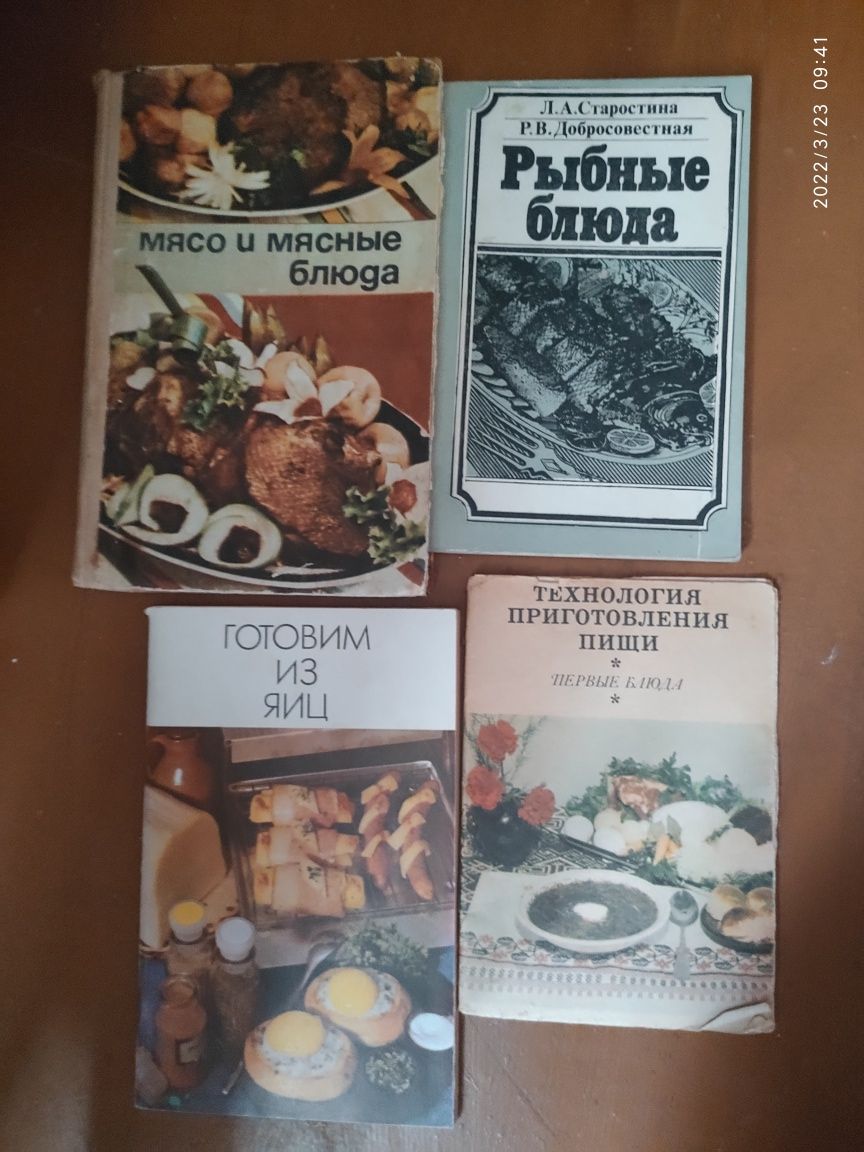 мясо и мясные
блюда
Л.А.Старостина
Р.В.Добросовестная
Рыбные
блюда
ГОТОВИМ
ИЗ
ЯИЦ
ТЕХНОЛОГИЯ
ПРИГОТОВЛЕНИЯ
ПИЩИ
*
ПЕРВЫЕ БЛЮДА
*
2022/3/23 09:41